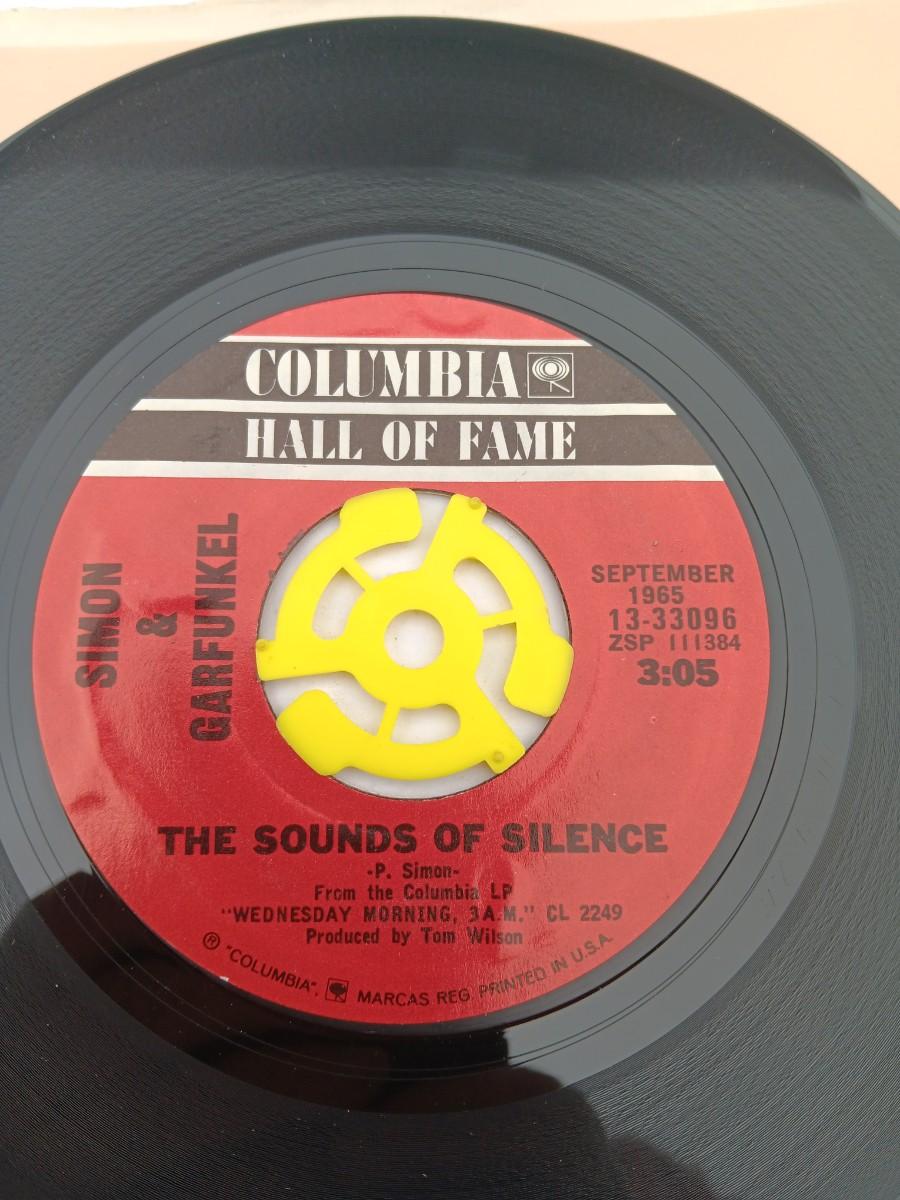 COLUMBIA
HALL OF FAME
SIMON
&
GARFUNKEL
SEPTEMBER
1965
13-33096
ZSP 111384
3:05
THE SOUNDS OF SILENCE
-P. Simon-
From the Columbia LP
"WEDNESDAY MORNING, 3 A.M." CL 2249
Produced by Tom Wilson
® "COLUMBIA", MARCAS REG. PRINTED IN U.S.A.